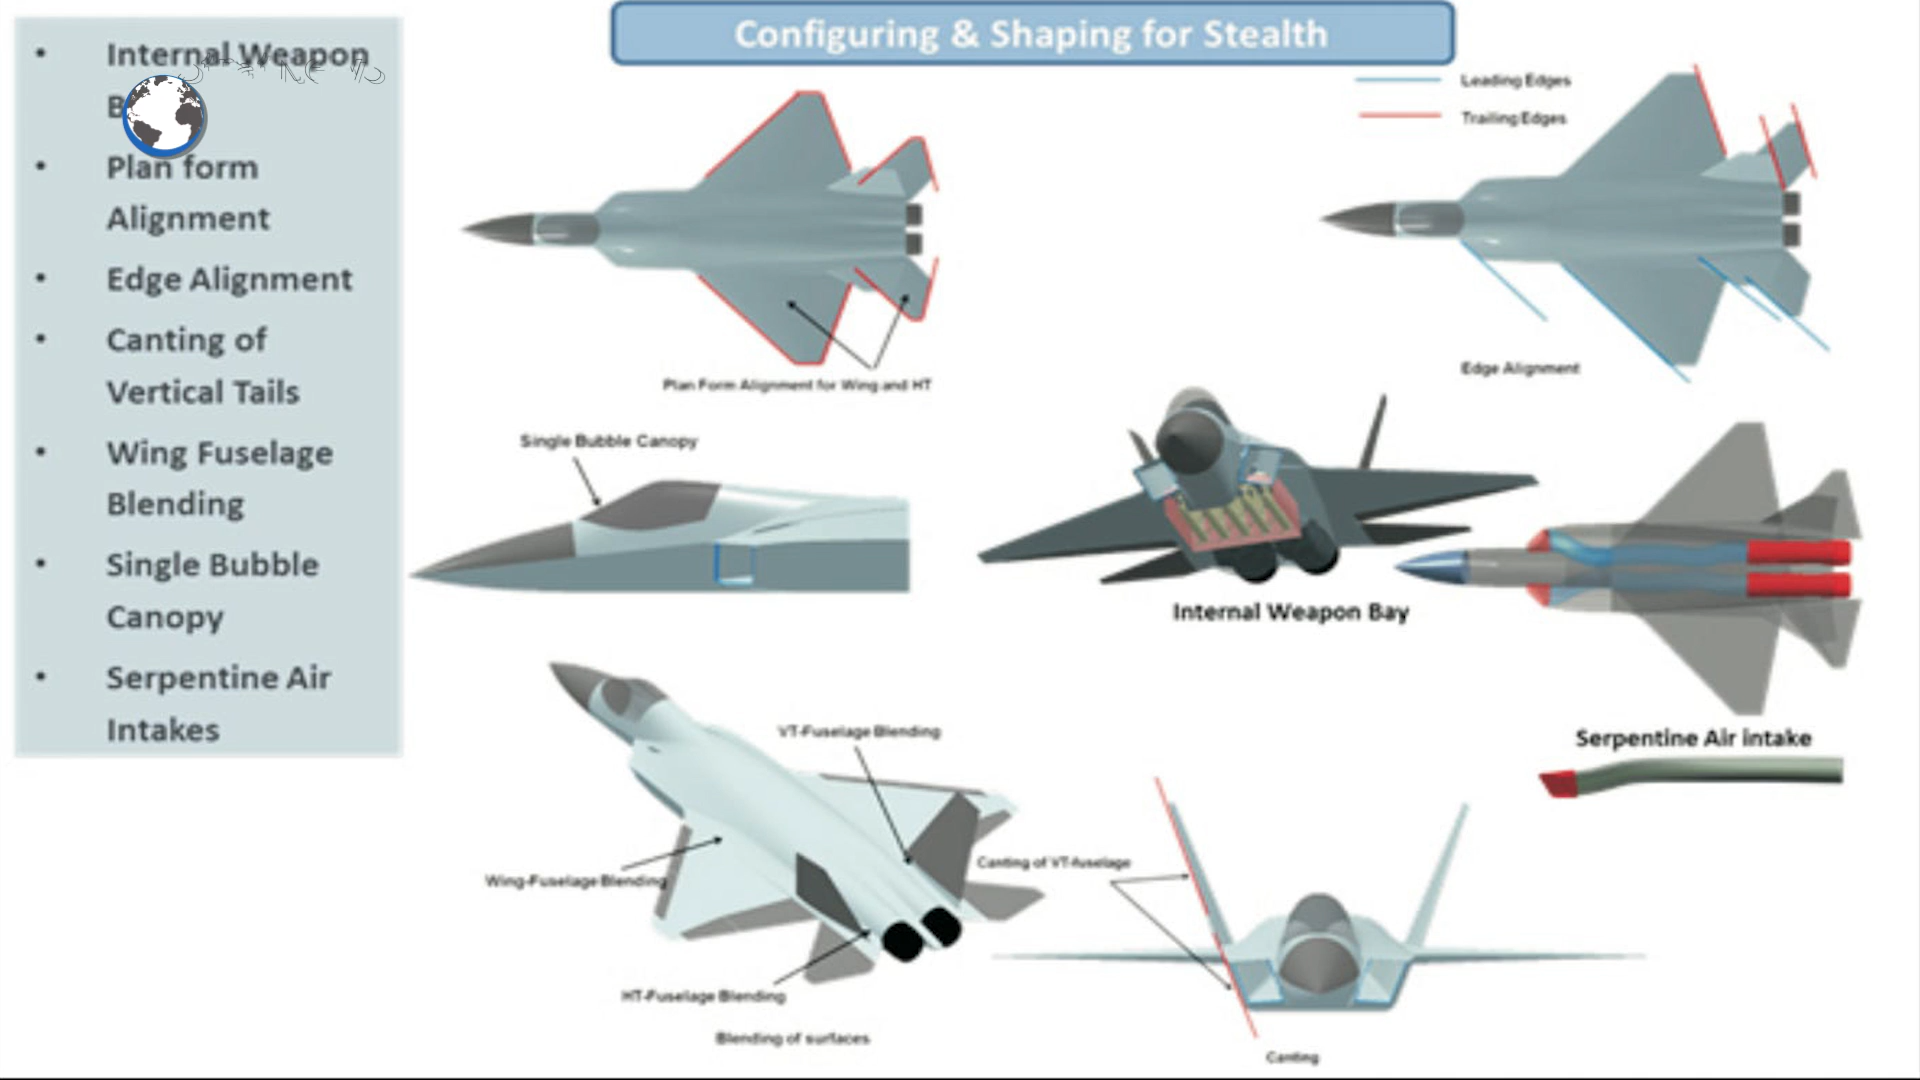 Configuring & Shaping for Stealth
• Internal Weapon
• Plan form
Alignment
• Edge Alignment
• Canting of
Vertical Tails
• Wing Fuselage
Blending
• Single Bubble
Canopy
• Serpentine Air
Intakes
Leading Edges
Trailing Edges
Plan Form Alignment for Wing and HT
Edge Alignment
Single Bubble Canopy
Internal Weapon Bay
Serpentine Air intake
VT-Fuselage Blending
Wing-Fuselage Blending
HT-Fuselage Blending
Blending of surfaces
Canting of VT-fuselage
Canting